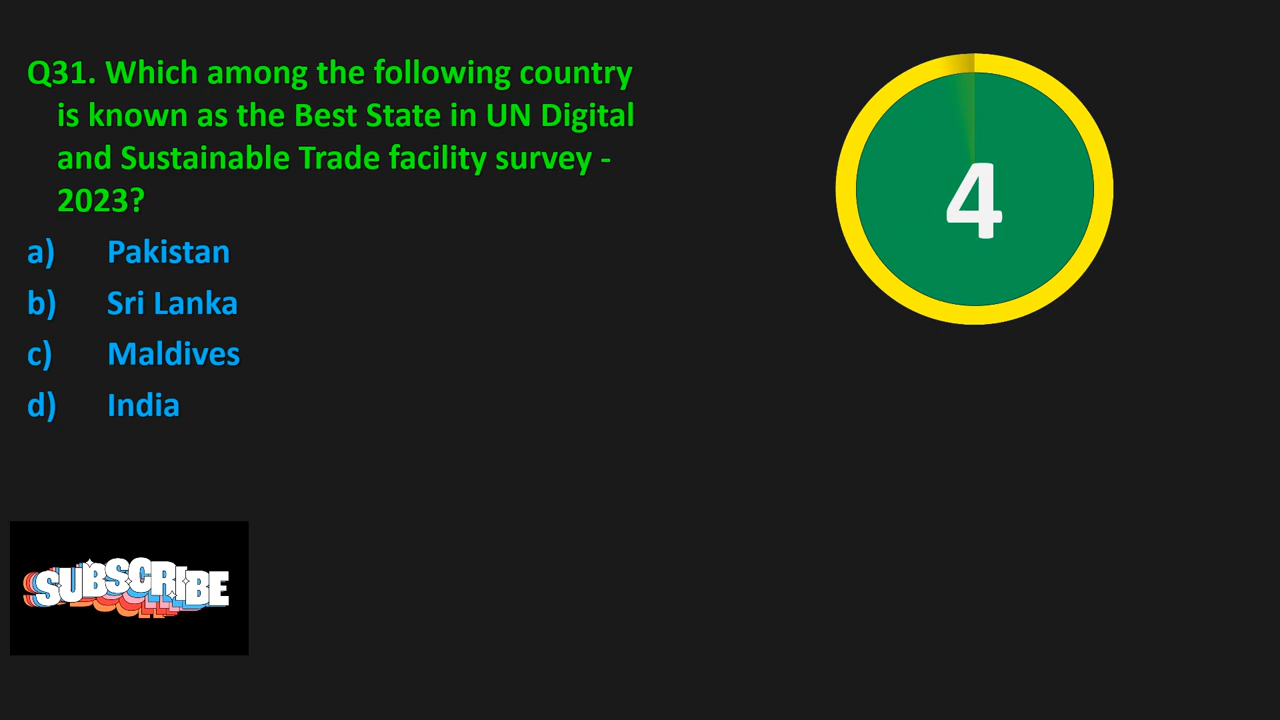 Q31. Which among the following country
is known as the Best State in UN Digital
and Sustainable Trade facility survey -
2023?
a) Pakistan
b) Sri Lanka
c) Maldives
d) India
4
SUBSCRIBE